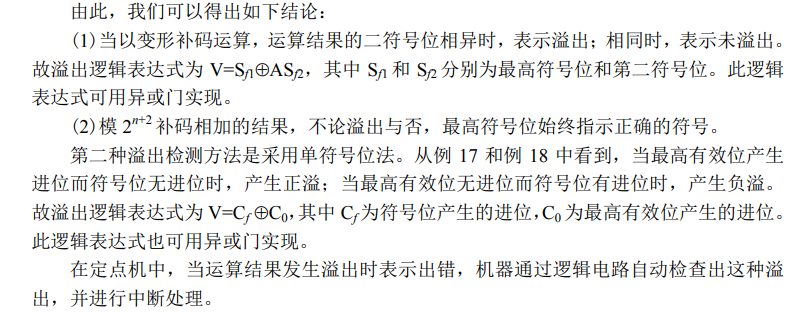 由此，我们可以得出如下结论：
(1)当以变形补码运算，运算结果的二符号位相异时，表示溢出；相同时，表示未溢出。
故溢出逻辑表达式为 V=Sf1⊕ASf2，其中 Sf1 和 Sf2 分别为最高符号位和第二符号位。此逻辑
表达式可用异或门实现。
(2)模 2ⁿ⁺² 补码相加的结果，不论溢出与否，最高符号位始终指示正确的符号。
第二种溢出检测方法是采用单符号位法。从例 17 和例 18 中看到，当最高有效位产生
进位而符号位无进位时，产生正溢；当最高有效位无进位而符号位有进位时，产生负溢。
故溢出逻辑表达式为 V=Cf⊕C0，其中 Cf 为符号位产生的进位，C0 为最高有效位产生的进位。
此逻辑表达式也可用异或门实现。
在定点机中，当运算结果发生溢出时表示出错，机器通过逻辑电路自动检查出这种溢
出，并进行中断处理。